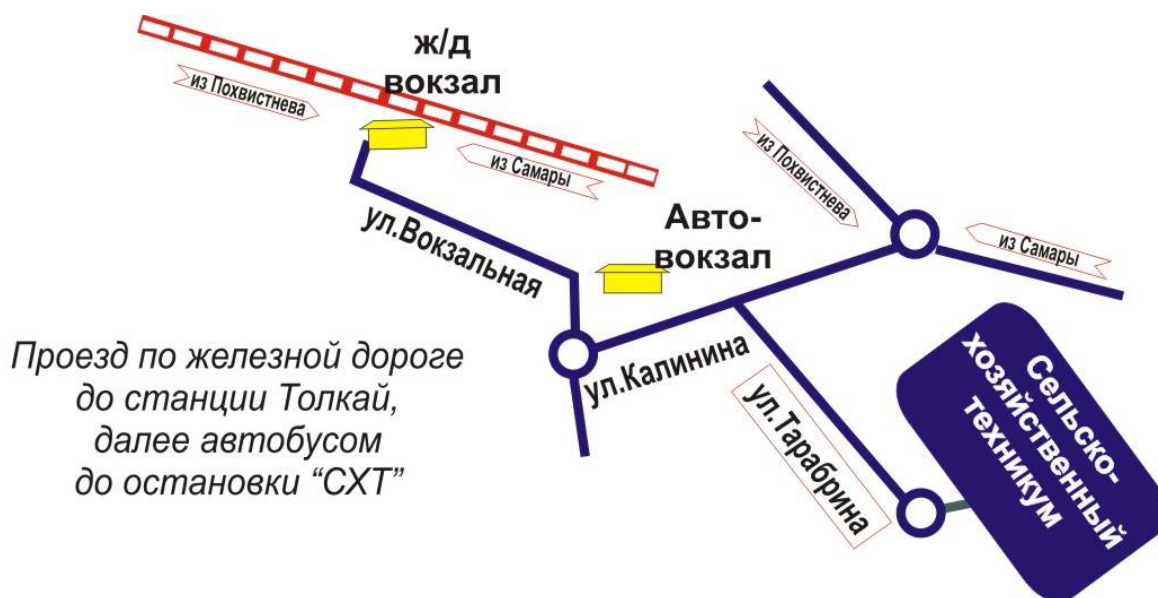 ж/д
вокзал
из Похвистнева
из Самары
ул.Вокзальная
Авто-
вокзал
из Похвистнева
из Самары
ул.Калинина
ул.Тарабрина
Сельско-
хозяйственный
техникум
Проезд по железной дороге
до станции Толкай,
далее автобусом
до остановки “СХТ”